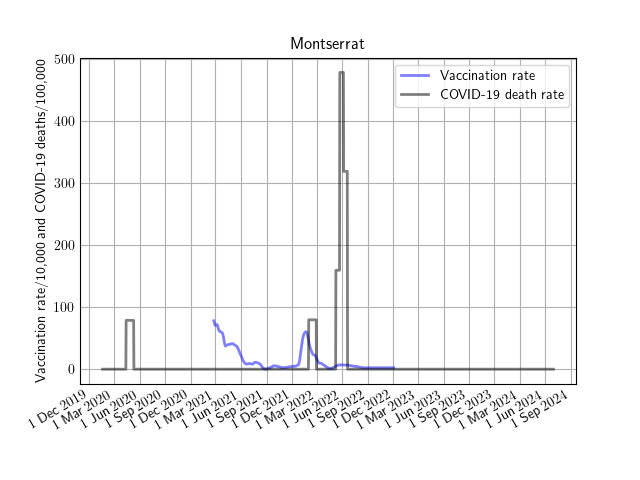 Montserrat
Vaccination rate/10,000 and COVID-19 deaths/100,000
500
400
300
200
100
0
Vaccination rate
COVID-19 death rate
1 Dec 2019
1 Mar 2020
1 Jun 2020
1 Sep 2020
1 Dec 2020
1 Mar 2021
1 Jun 2021
1 Sep 2021
1 Dec 2021
1 Mar 2022
1 Jun 2022
1 Sep 2022
1 Dec 2022
1 Mar 2023
1 Jun 2023
1 Sep 2023
1 Dec 2023
1 Mar 2024
1 Jun 2024
1 Sep 2024